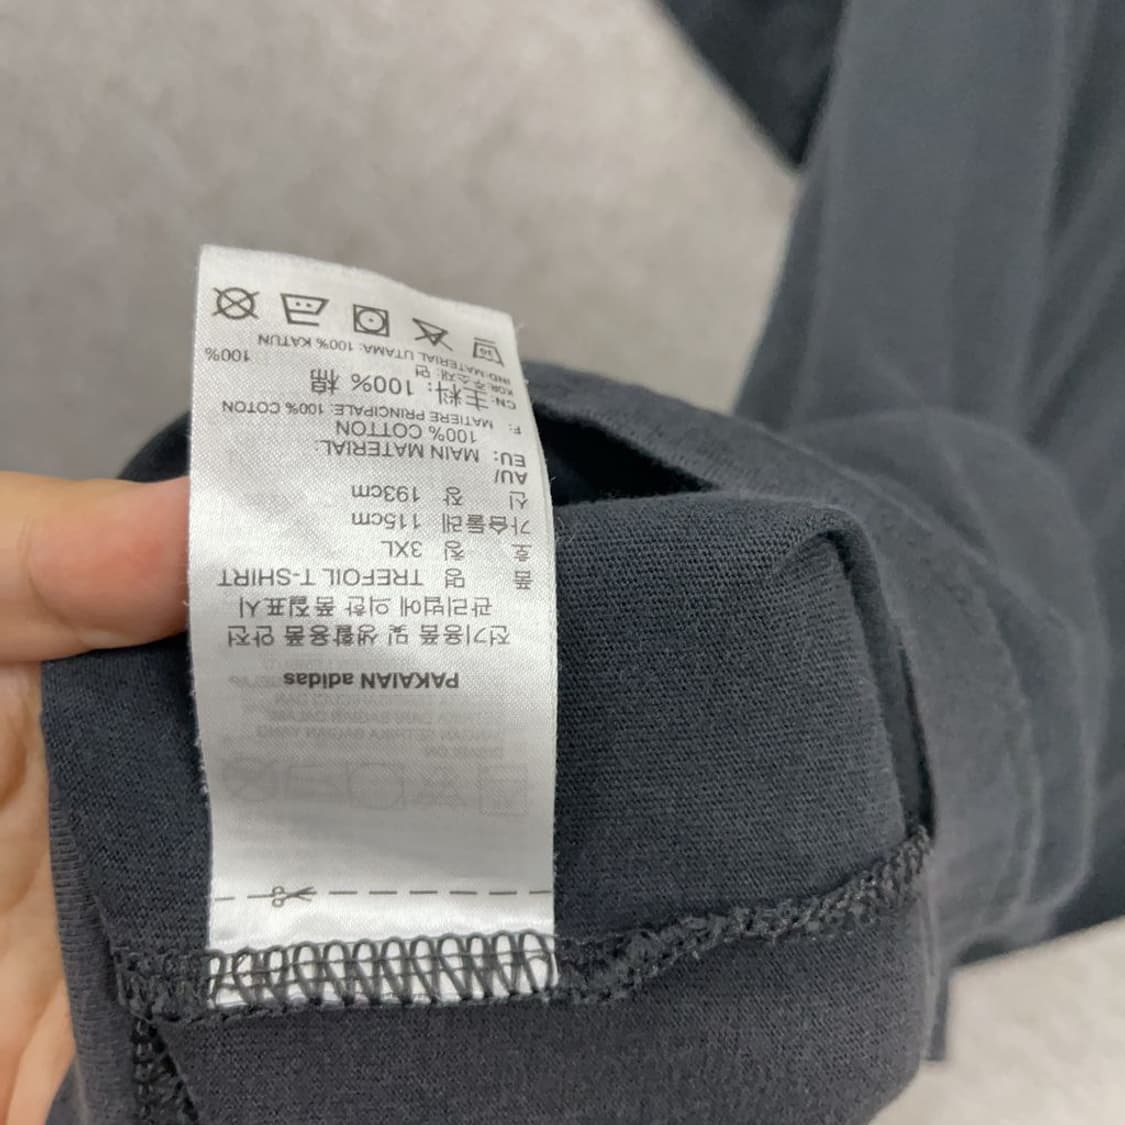 PAKAIAN adidas
전기용품 및 생활용품 안전
관리법에 의한 품질표시
품 명 TREFOIL T-SHIRT
호 칭 3XL
가슴둘레 115cm
신 장 193cm
AU/
EU: MAIN MATERIAL:
100% COTTON
F: MATIERE PRINCIPALE: 100% COTON
CN: 主料: 100% 棉
KOR:주소재: 면 100%
IND:MATERIAL UTAMA: 100% KATUN